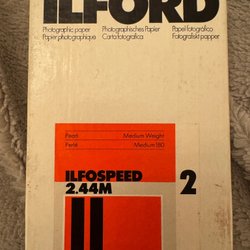 ILFORD
Photographic paper Photographisches Papier Papel fotográfico
Papier photographique Carta fotografica Fotografiskt papper
Pearl Medium Weight
Perlé Medium 180
ILFOSPEED
2.44M 2